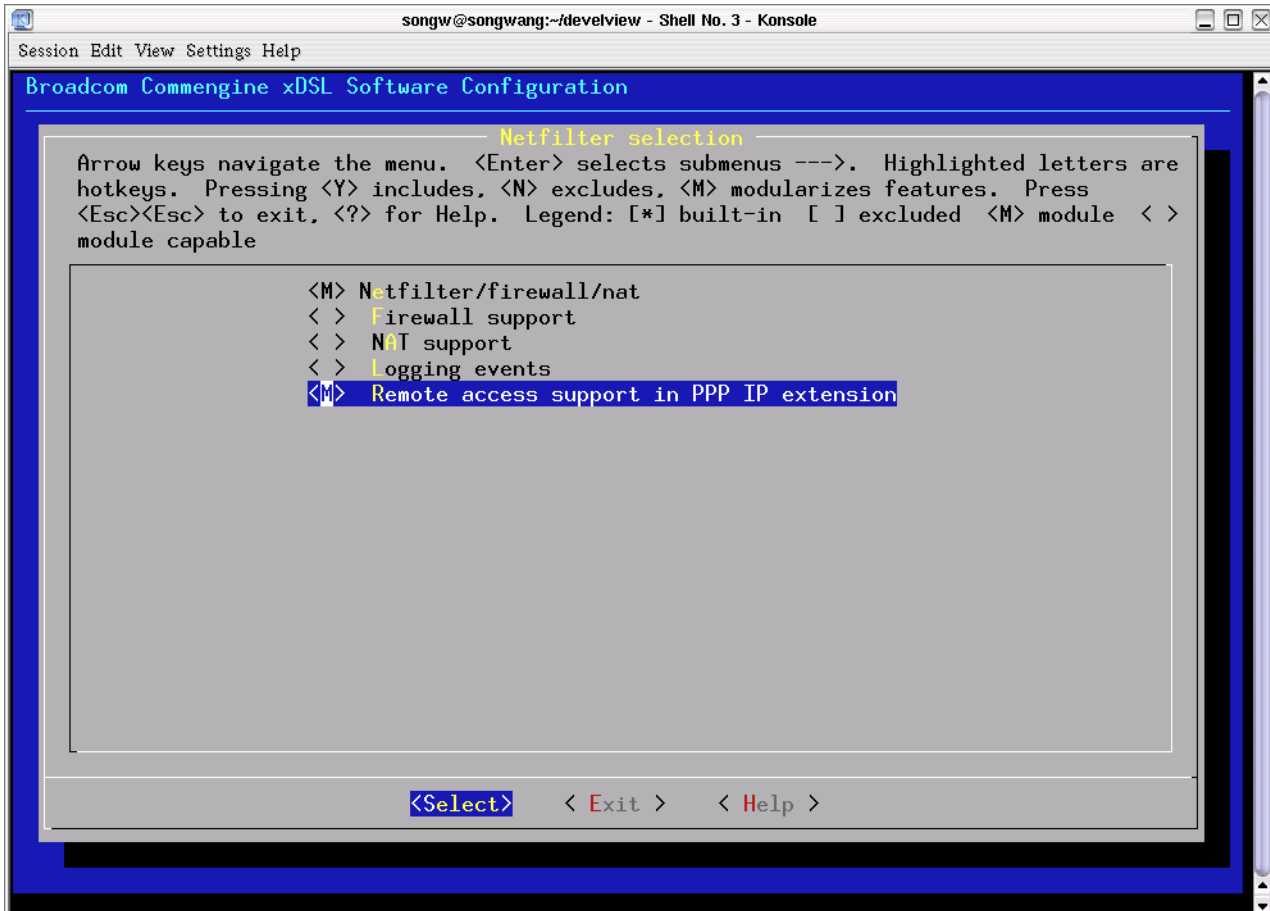 songw@songwang:~/develview - Shell No. 3 - Konsole
Session Edit View Settings Help
Broadcom Commengine xDSL Software Configuration
Netfilter selection
Arrow keys navigate the menu. <Enter> selects submenus --->. Highlighted letters are
hotkeys. Pressing <Y> includes, <N> excludes, <M> modularizes features. Press
<Esc><Esc> to exit, <?> for Help. Legend: [*] built-in [ ] excluded <M> module < >
module capable
<M> Netfilter/firewall/nat
< > Firewall support
< > NAT support
< > Logging events
<M> Remote access support in PPP IP extension
<Select> < Exit > < Help >